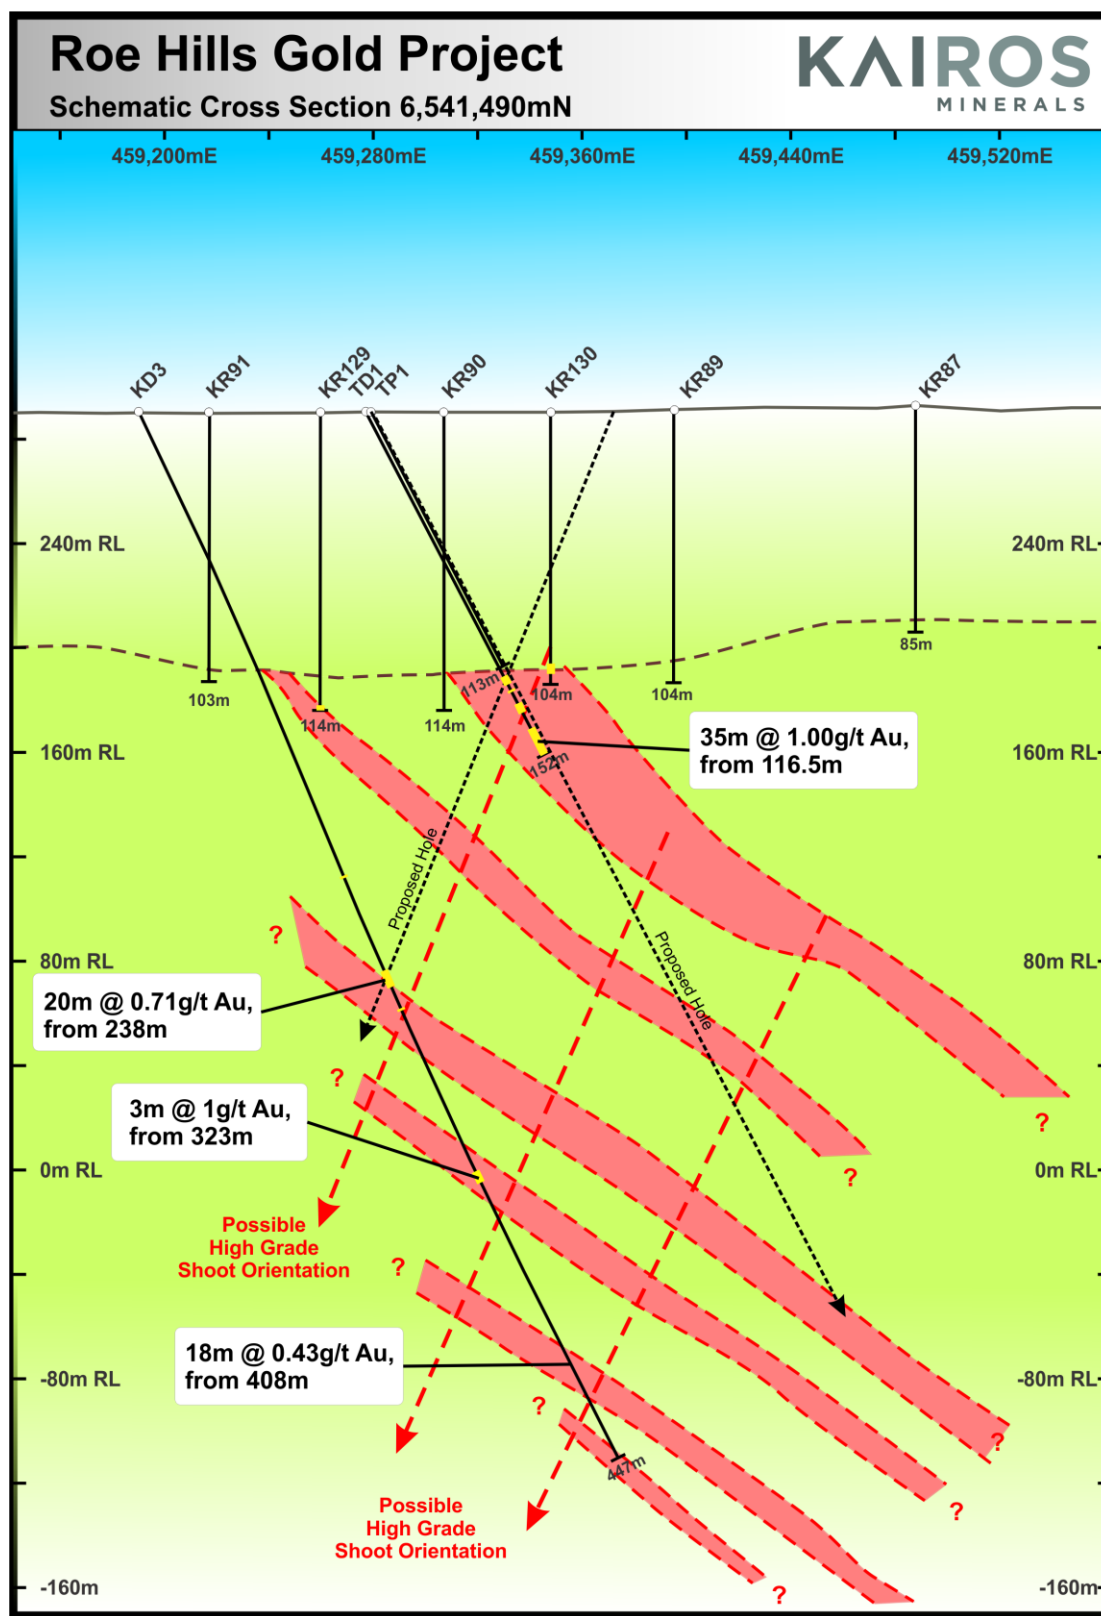 Roe Hills Gold Project
KAIROS
MINERALS
Schematic Cross Section 6,541,490mN
459,200mE
459,280mE
459,360mE
459,440mE
459,520mE
KD3
KR91
KR129
TD1
TP1
KR90
KR130
KR89
KR87
240m RL
240m RL
85m
113m
103m
114m
114m
104m
104m
160m RL
35m @ 1.00g/t Au,
from 116.5m
160m RL
152m
Proposed Hole
?
80m RL
Proposed Hole
80m RL
20m @ 0.71g/t Au,
from 238m
?
3m @ 1g/t Au,
from 323m
?
0m RL
?
0m RL
Possible
High Grade
Shoot Orientation
?
18m @ 0.43g/t Au,
from 408m
-80m RL
-80m RL
?
?
447m
Possible
High Grade
Shoot Orientation
?
-160m
?
-160m